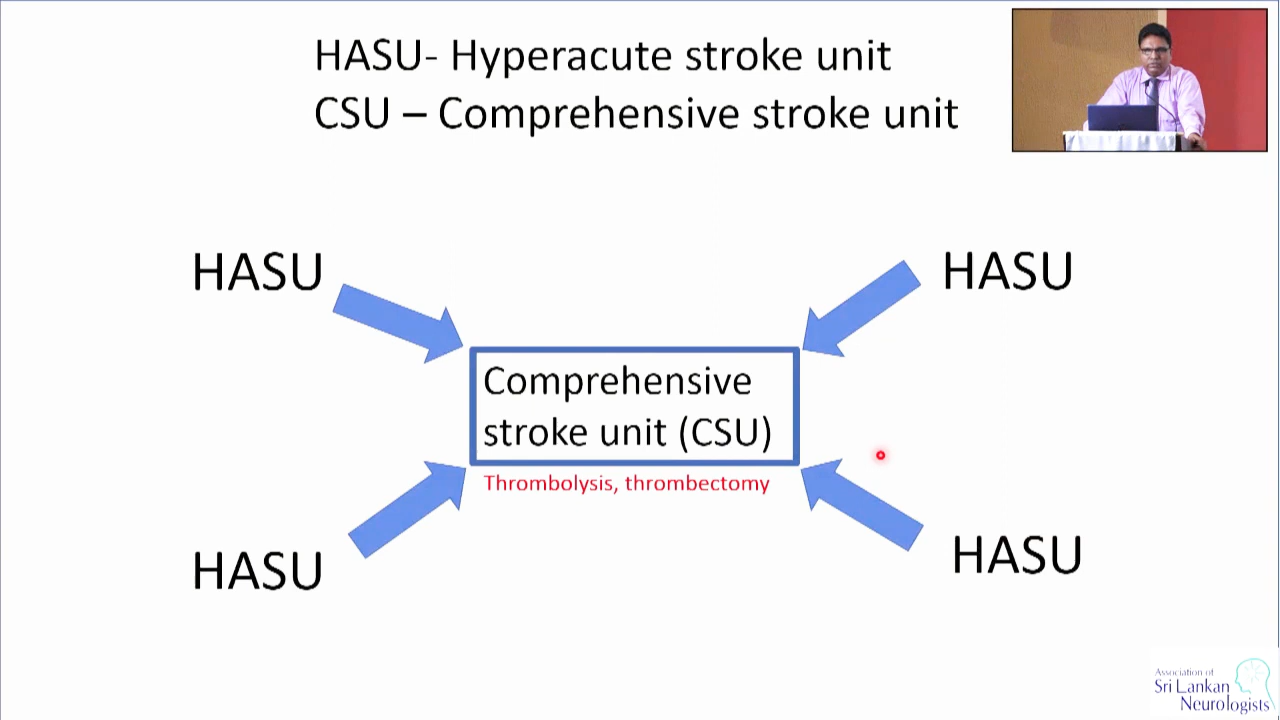 HASU- Hyperacute stroke unit
CSU – Comprehensive stroke unit
HASU
HASU
Comprehensive
stroke unit (CSU)
Thrombolysis, thrombectomy
HASU
HASU
Association of
Sri Lankan
Neurologists